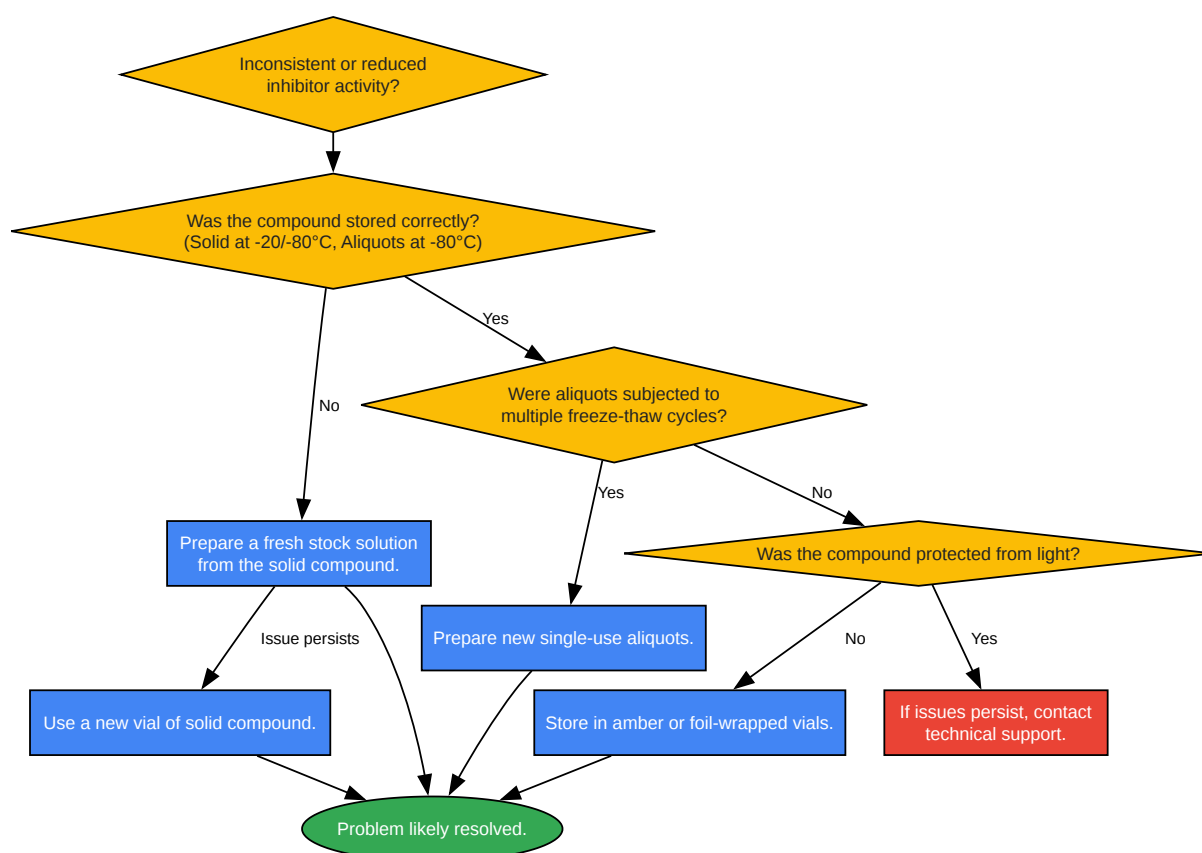 Inconsistent or reduced
inhibitor activity?
Was the compound stored correctly?
(Solid at -20/-80°C, Aliquots at -80°C)
Yes
No
Were aliquots subjected to
multiple freeze-thaw cycles?
Yes
No
Prepare a fresh stock solution
from the solid compound.
Was the compound protected from light?
Issue persists
Prepare new single-use aliquots.
No
Yes
Use a new vial of solid compound.
Store in amber or foil-wrapped vials.
If issues persist, contact
technical support.
Problem likely resolved.